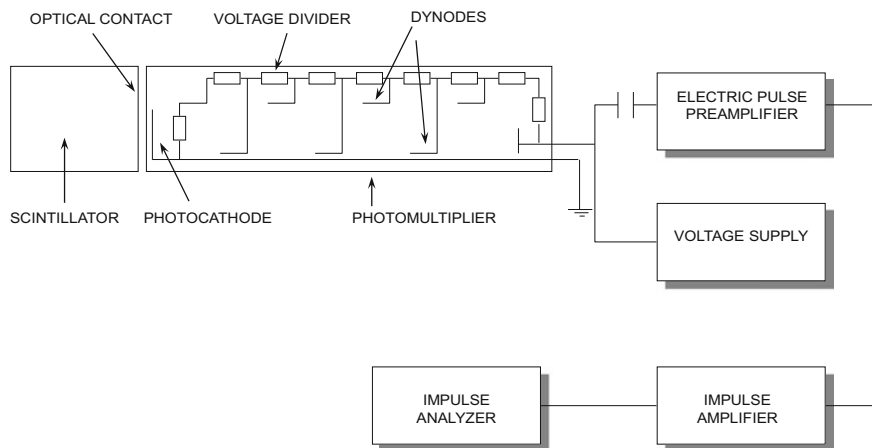 OPTICAL CONTACT
VOLTAGE DIVIDER
DYNODES
ELECTRIC PULSE
PREAMPLIFIER
SCINTILLATOR
PHOTOCATHODE
PHOTOMULTIPLIER
VOLTAGE SUPPLY
IMPULSE
ANALYZER
IMPULSE
AMPLIFIER